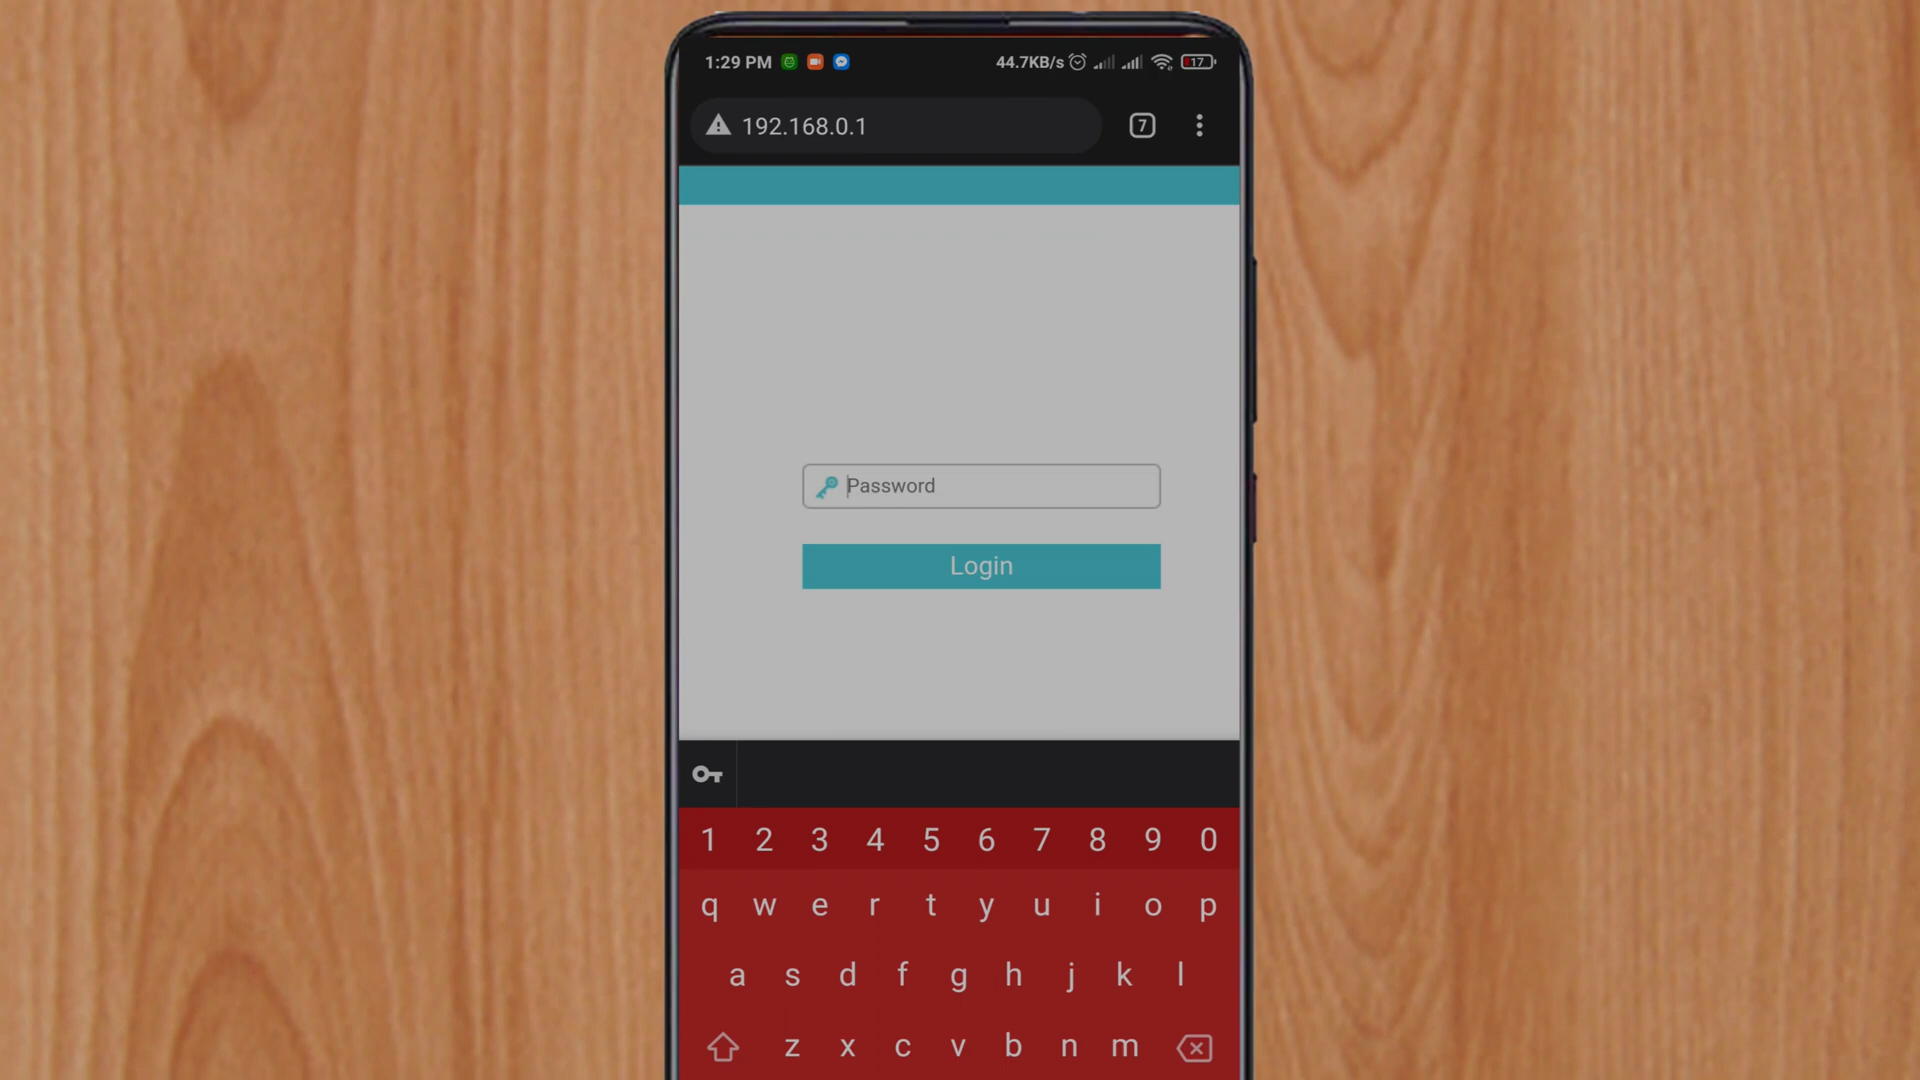 1:29 PM 44.7KB/s 17
192.168.0.1 7
Password
Login
1 2 3 4 5 6 7 8 9 0
q w e r t y u i o p
a s d f g h j k l
z x c v b n m